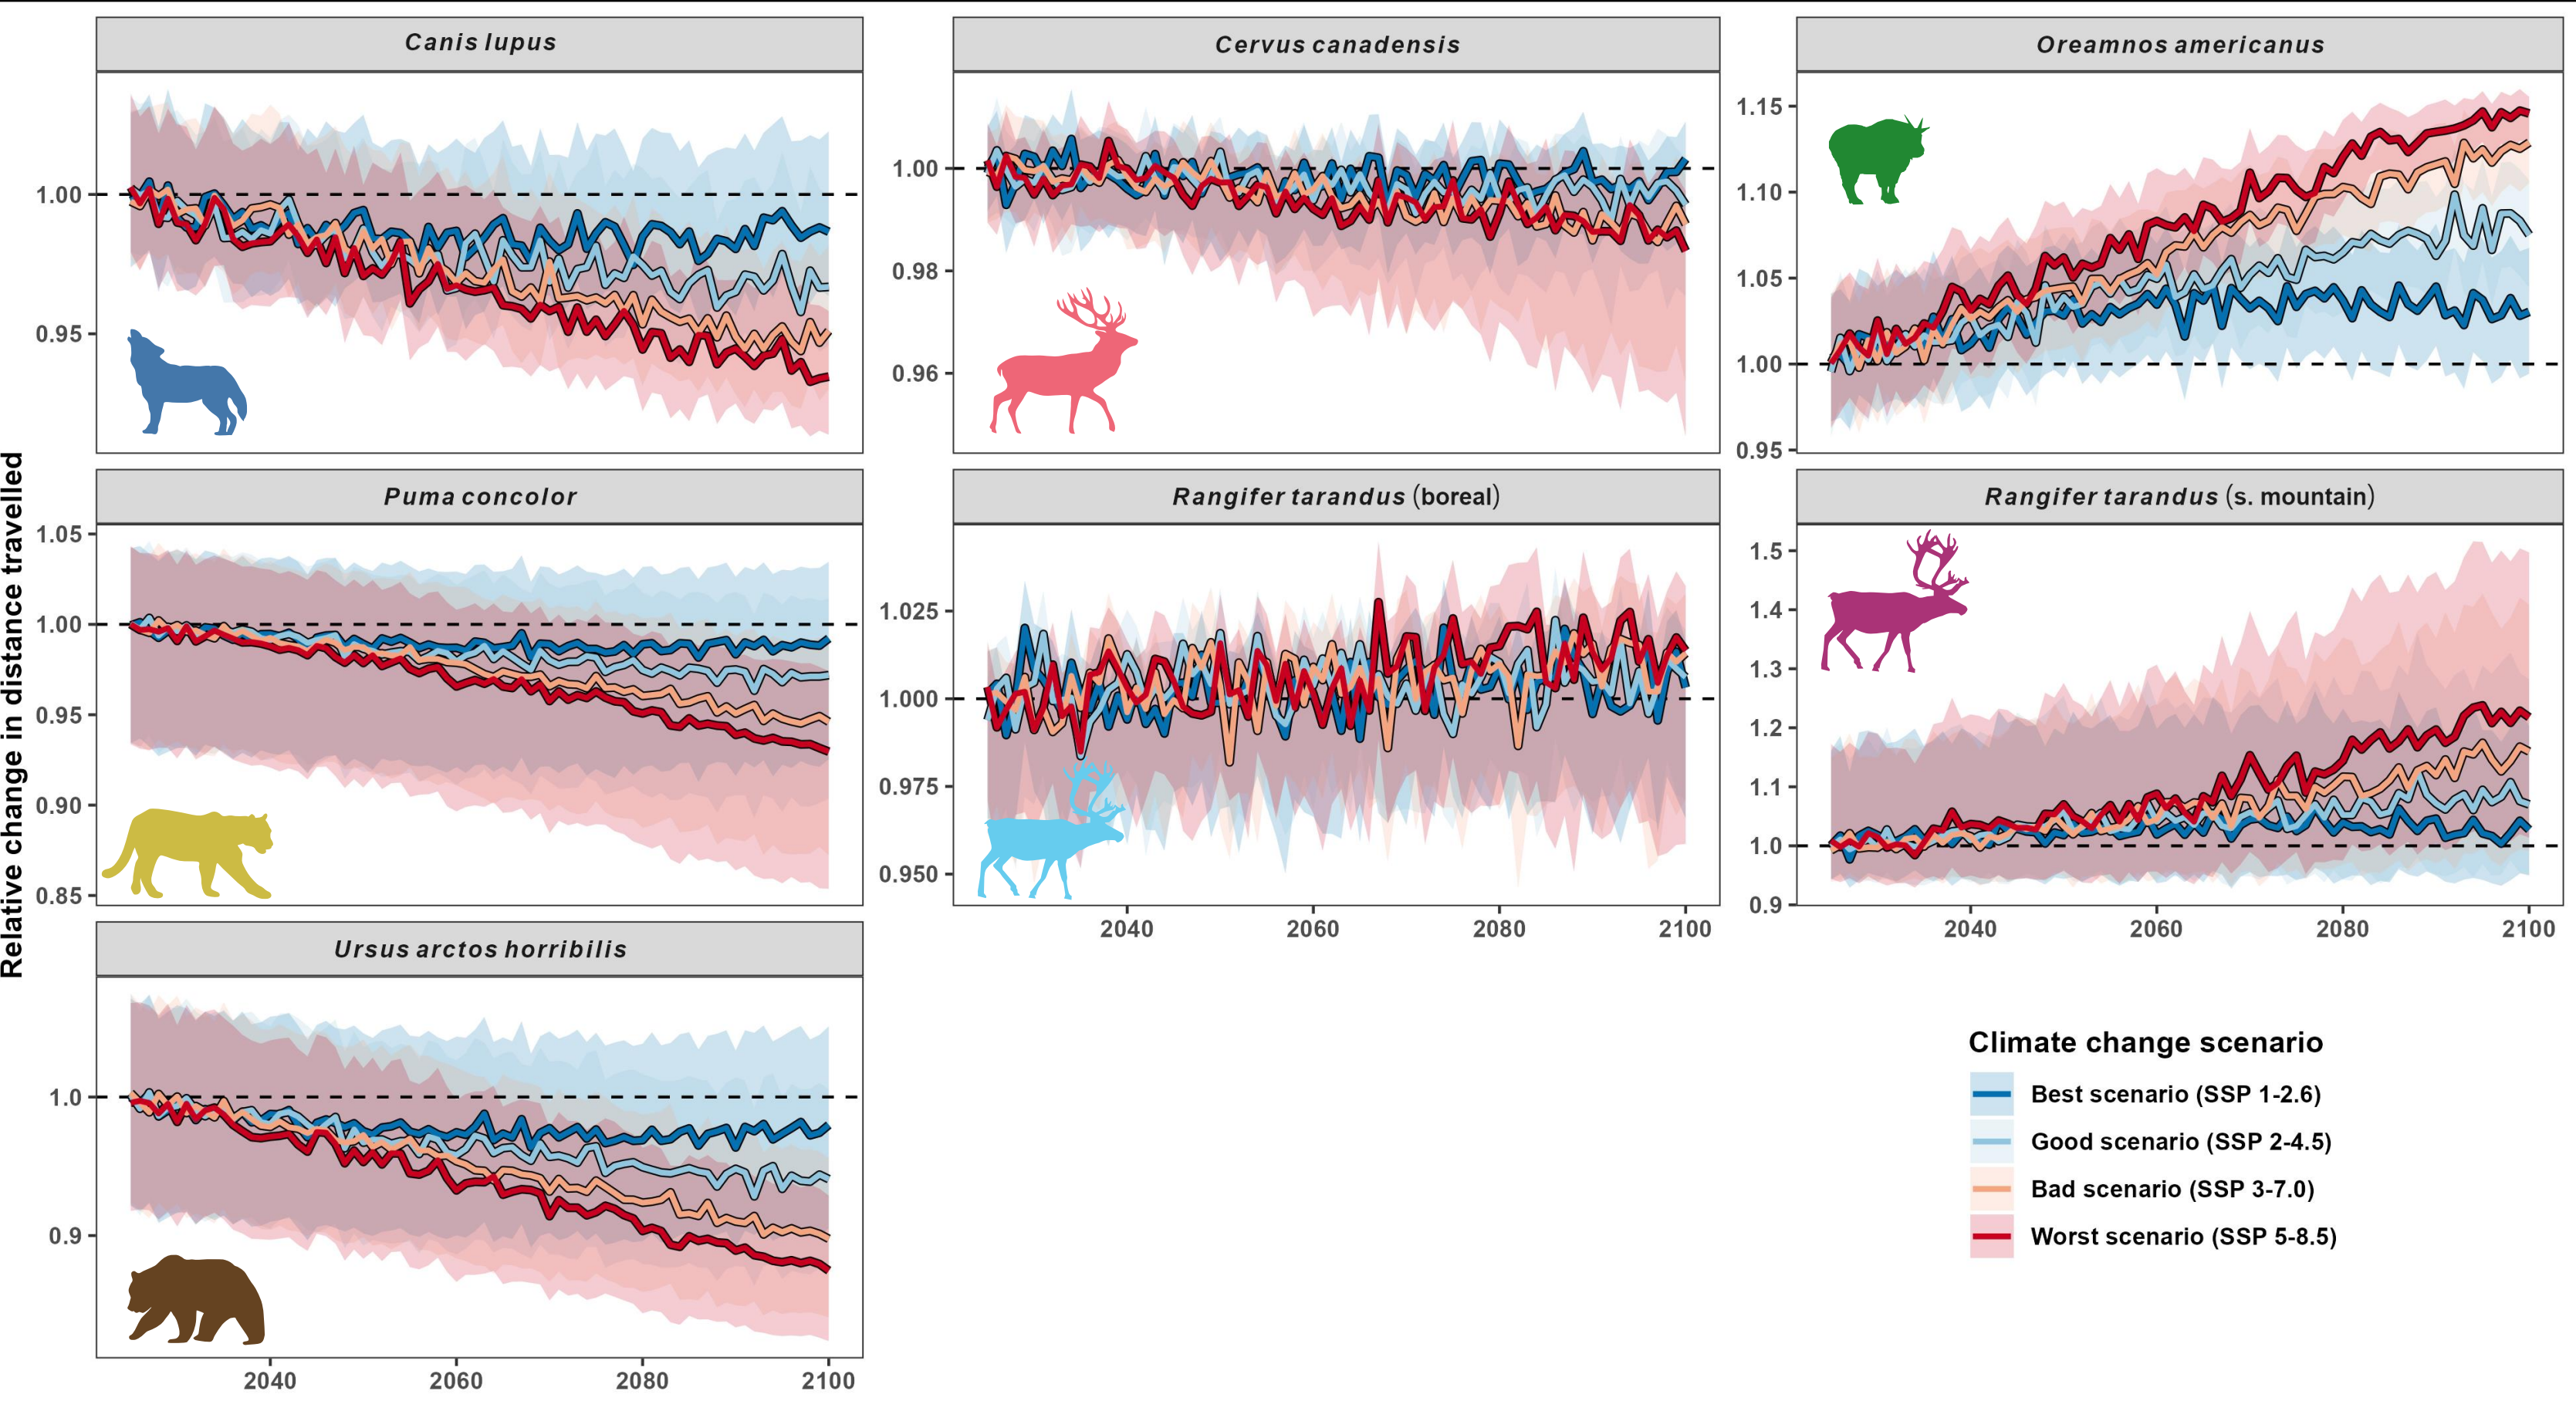 Canis lupus
Cervus canadensis
Oreamnos americanus
1.00
0.95
1.00
0.98
0.96
1.15
1.10
1.05
1.00
0.95
Relative change in distance travelled
Puma concolor
Rangifer tarandus (boreal)
Rangifer tarandus (s. mountain)
1.05
1.00
0.95
0.90
0.85
1.025
1.000
0.975
0.950
2040 2060 2080 2100
1.5
1.4
1.3
1.2
1.1
1.0
0.9
2040 2060 2080 2100
Ursus arctos horribilis
1.0
0.9
2040 2060 2080 2100
Climate change scenario
Best scenario (SSP 1-2.6)
Good scenario (SSP 2-4.5)
Bad scenario (SSP 3-7.0)
Worst scenario (SSP 5-8.5)